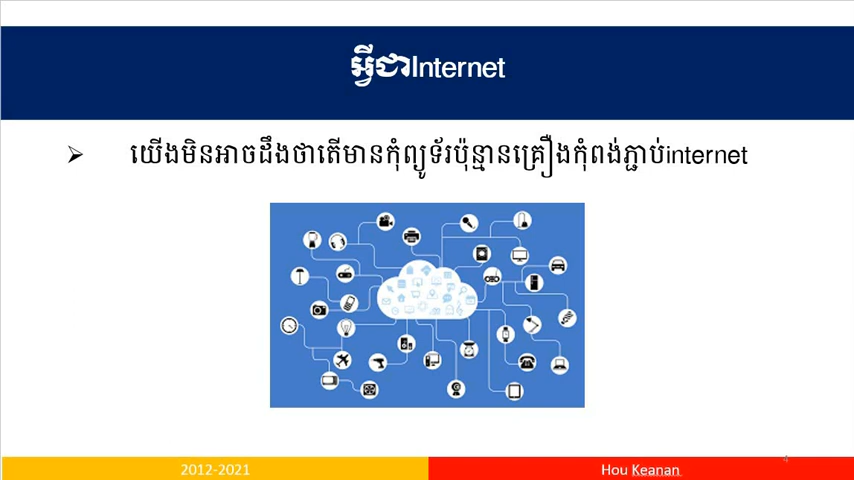 អ្វីជាInternet
➢ យើងមិនអាចដឹងថាតើមានកុំព្យូទ័រប៉ុន្មានគ្រឿងកុំពង់ភ្ជាប់internet
4
2012-2021
Hou Keanan